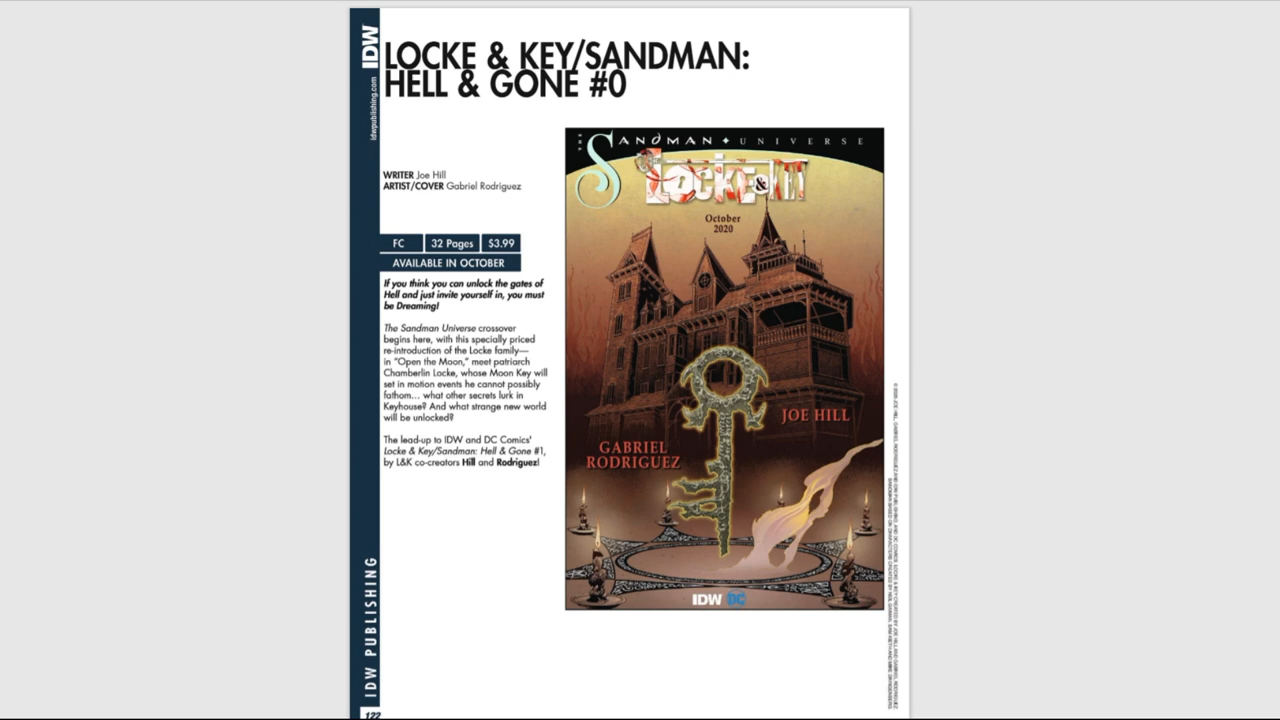 IDW
idwpublishing.com
LOCKE & KEY/SANDMAN:
HELL & GONE #0
WRITER Joe Hill
ARTIST/COVER Gabriel Rodriguez
FC 32 Pages $3.99
AVAILABLE IN OCTOBER
If you think you can unlock the gates of
Hell and just invite yourself in, you must
be Dreaming!
The Sandman Universe crossover
begins here, with this specially priced
re-introduction of the Locke family—
in “Open the Moon,” meet patriarch
Chamberlin Locke, whose Moon Key will
set in motion events he cannot possibly
fathom... what other secrets lurk in
Keyhouse? And what strange new world
will be unlocked?
The lead-up to IDW and DC Comics'
Locke & Key/Sandman: Hell & Gone #1,
by L&K co-creators Hill and Rodriguez!
THE SANDMAN UNIVERSE
LOCKE & KEY
October
2020
JOE HILL
GABRIEL
RODRIGUEZ
IDW DC
IDW PUBLISHING
122